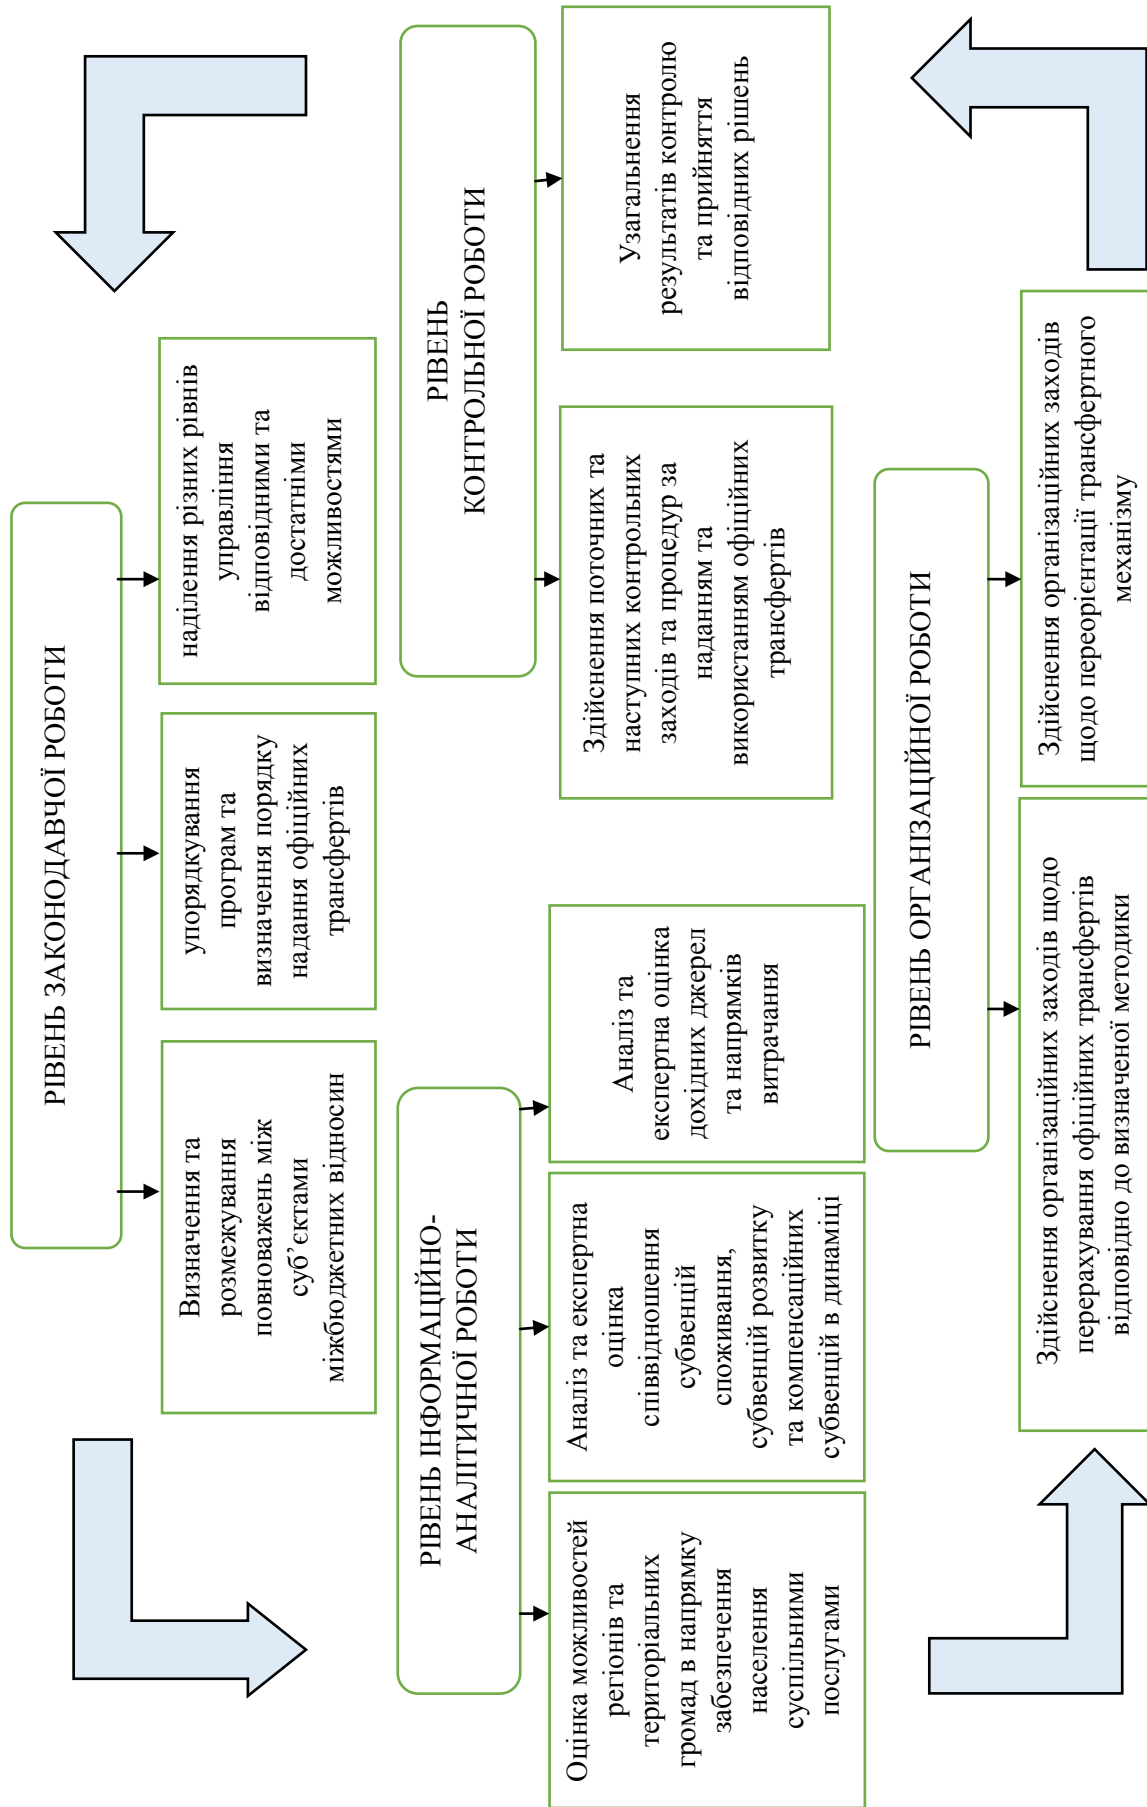 РІВЕНЬ ЗАКОНОДАВЧОЇ РОБОТИ
Визначення та
розмежування
повноважень між
суб’єктами
міжбюджетних відносин
упорядкування
програм та
визначення порядку
надання офіційних
трансфертів
наділення різних рівнів
управління
відповідними та
достатніми
можливостями
РІВЕНЬ ІНФОРМАЦІЙНО-
АНАЛІТИЧНОЇ РОБОТИ
Оцінка можливостей
регіонів та
територіальних
громад в напрямку
забезпечення
населення
суспільними
послугами
Аналіз та експертна
оцінка
співвідношення
субвенцій
споживання,
субвенцій розвитку
та компенсаційних
субвенцій в динаміці
Аналіз та
експертна оцінка
дохідних джерел
та напрямків
витрачання
РІВЕНЬ
КОНТРОЛЬНОЇ РОБОТИ
Здійснення поточних та
наступних контрольних
заходів та процедур за
наданням та
використанням офіційних
трансфертів
Узагальнення
результатів контролю
та прийняття
відповідних рішень
РІВЕНЬ ОРГАНІЗАЦІЙНОЇ РОБОТИ
Здійснення організаційних заходів щодо
перерахування офіційних трансфертів
відповідно до визначеної методики
Здійснення організаційних заходів
щодо переорієнтації трансфертного
механізму